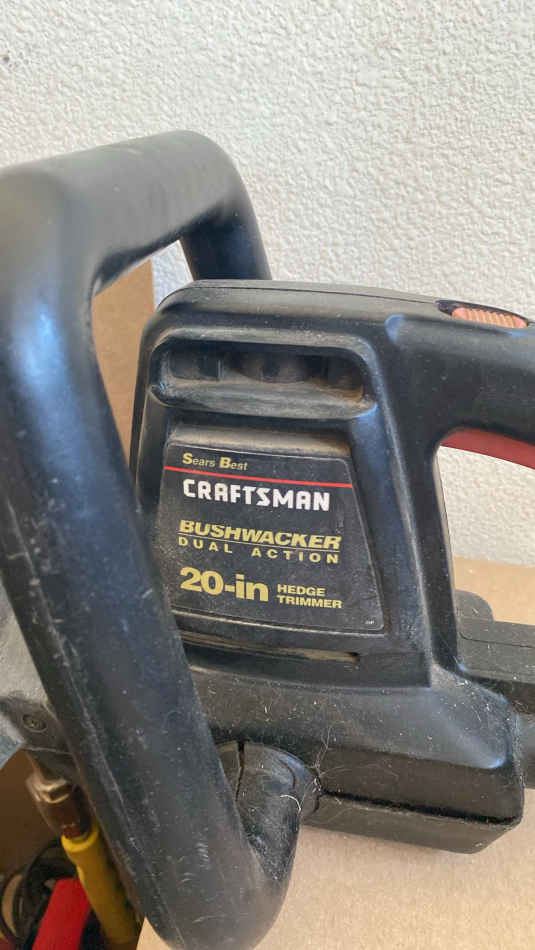 Sears Best
CRAFTSMAN
BUSHWACKER
DUAL ACTION
20-in HEDGE
TRIMMER